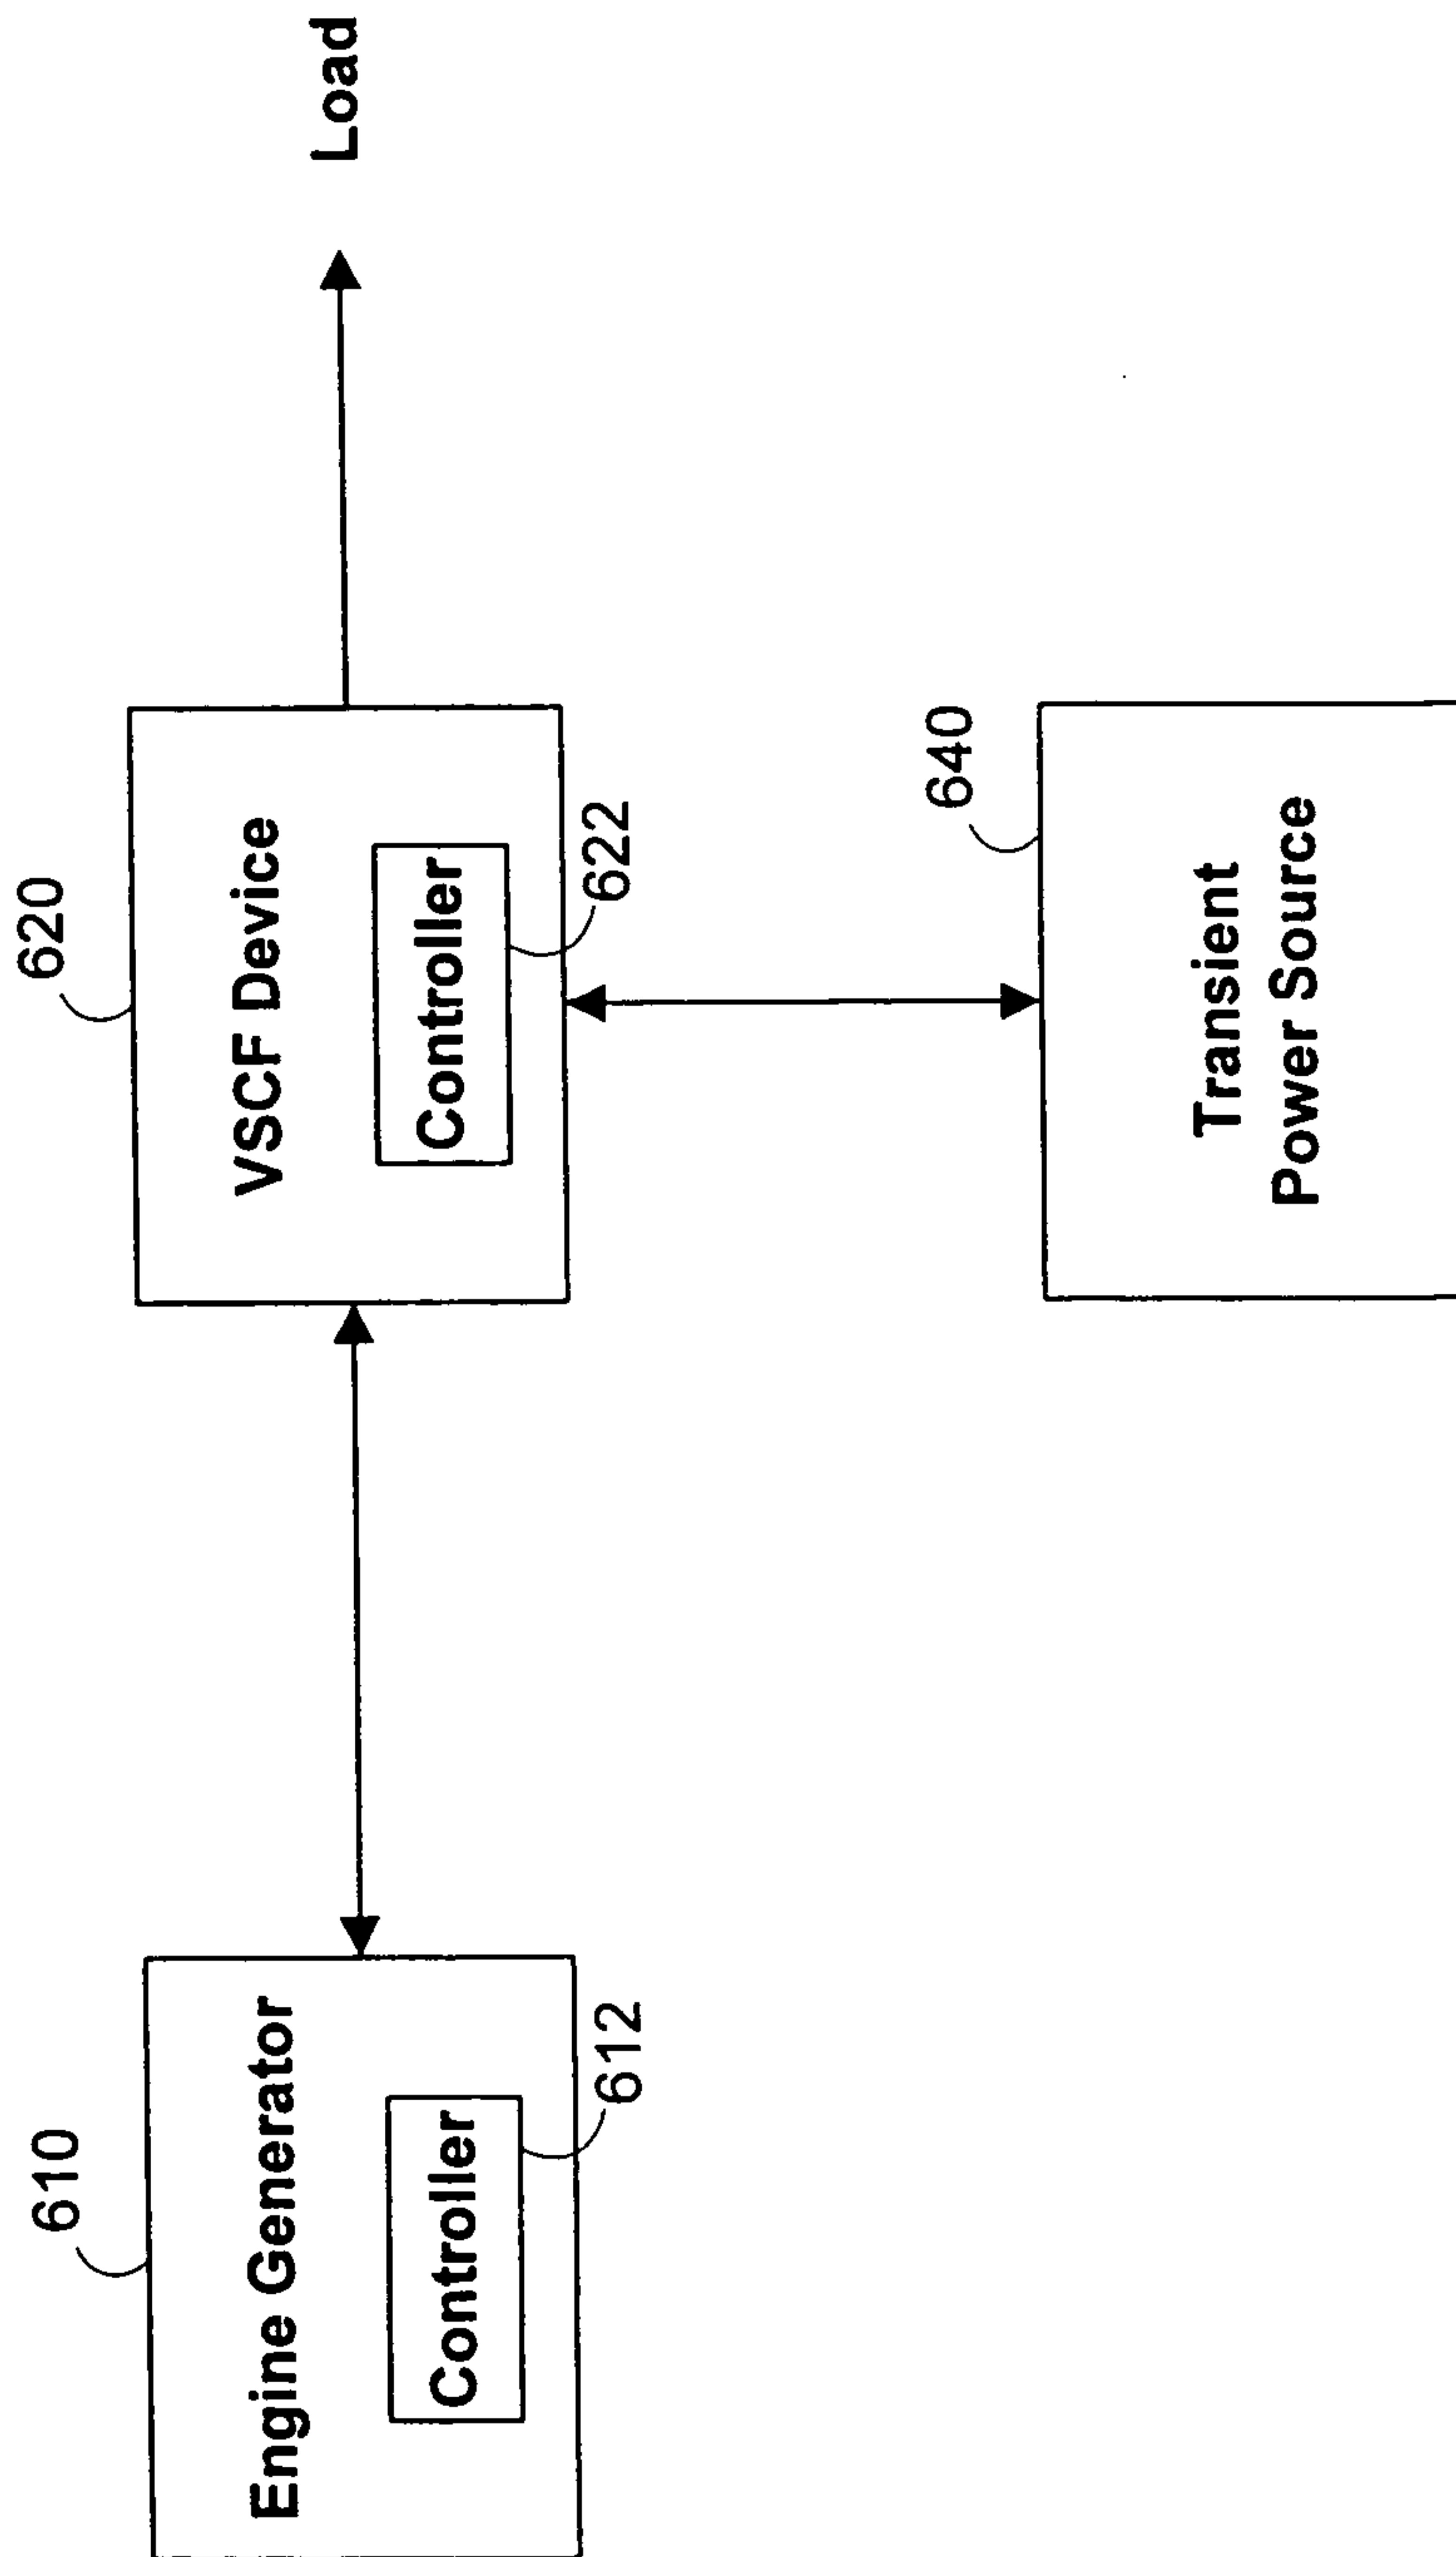 610
Engine Generator
Controller
612
620
VSCF Device
Controller
622
Load
640
Transient
Power Source